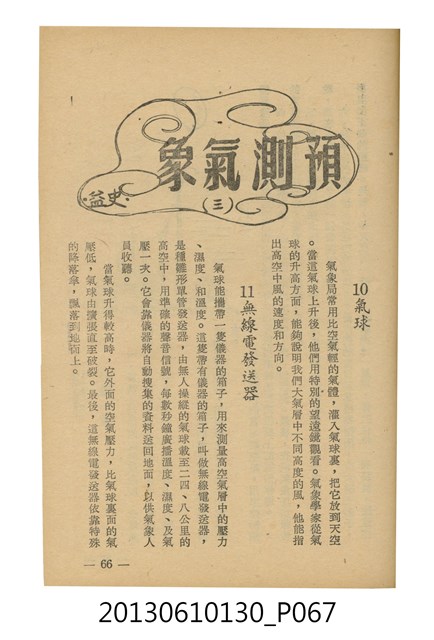 預測氣象
(三)
·史益·
10氣球
氣象局常用比空氣輕的氣體，灌入氣球裏，把它放到天空
。當這氣球上升後，他們用特別的望遠鏡觀看。氣象學家從氣
球的升高方面，能夠說明我們大氣層中不同高度的風，他能指
出高空中風的速度和方向。
11無線電發送器
氣球能攜帶一隻儀器的箱子，用來測量高空氣層中的壓力
、濕度、和溫度。這隻帶有儀器的箱子，叫做無線電發送器，
是種雛形單管發送器，由無人操縱的氣球載至二四、八公里的
高空中，用準確的聲音信號，每數秒鐘廣播溫度、濕度、及氣
壓一次。它會靠儀器將自動搜集的資料送回地面，以供氣象人
員收聽。
當氣球升得較高時，它外面的空氣壓力，比氣球裏面的氣
壓低，氣球由擴張直至破裂。最後，這無線電發送器依靠特殊
的降落傘，飄落到地面上。
— 66 —
20130610130_P067